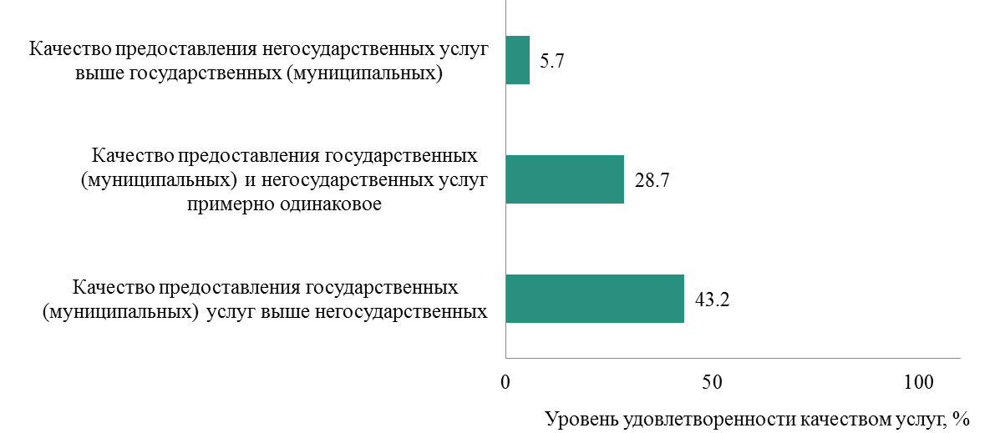 Качество предоставления негосударственных услуг
выше государственных (муниципальных)
5.7
Качество предоставления государственных
(муниципальных) и негосударственных услуг
примерно одинаковое
28.7
Качество предоставления государственных
(муниципальных) услуг выше негосударственных
43.2
0 50 100
Уровень удовлетворенности качеством услуг, %